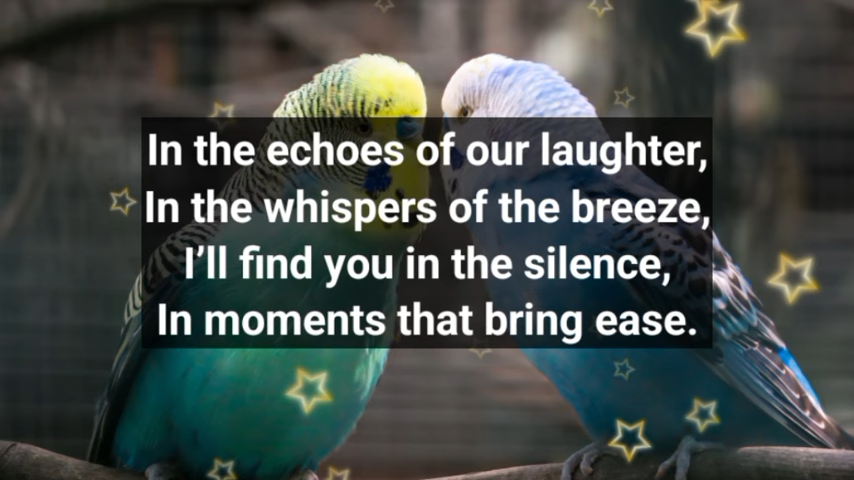 In the echoes of our laughter,
In the whispers of the breeze,
I’ll find you in the silence,
In moments that bring ease.